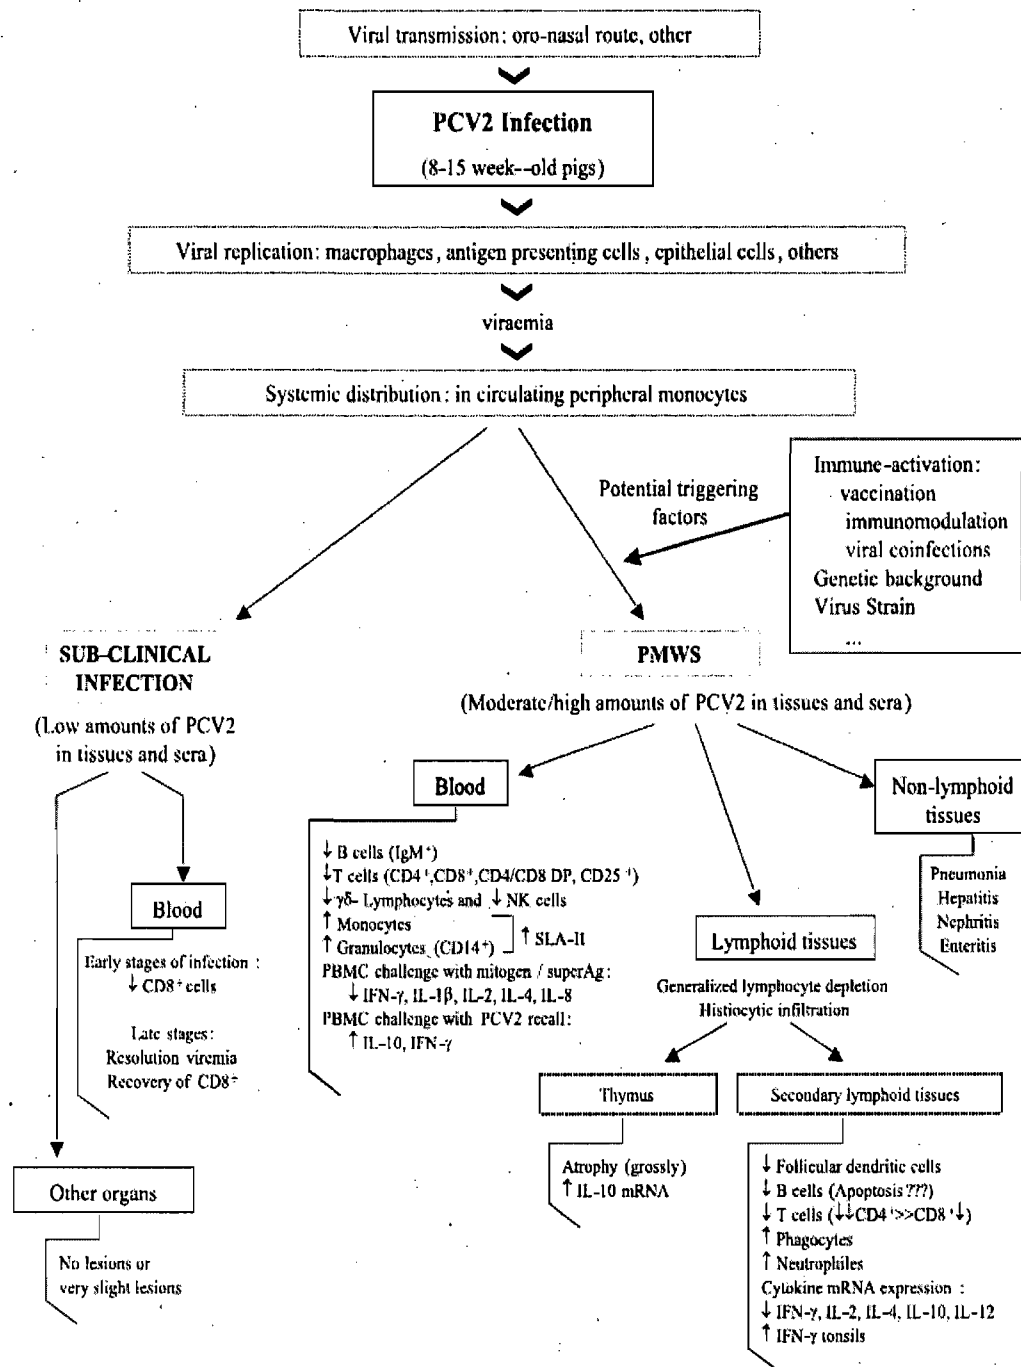 Viral transmission: oro-nasal route, other
PCV2 Infection
(8-15 week--old pigs)
Viral replication: macrophages, antigen presenting cells, epithelial cells, others
viraemia
Systemic distribution: in circulating peripheral monocytes
Potential triggering
factors
Immune-activation:
vaccination
immunomodulation
viral coinfections
Genetic background
Virus Strain
...
SUB-CLINICAL
INFECTION
(Low amounts of PCV2
in tissues and sera)
Blood
Early stages of infection :
↓ CD8⁺ cells
Late stages:
Resolution viremia
Recovery of CD8⁺
Other organs
No lesions or
very slight lesions
PMWS
(Moderate/high amounts of PCV2 in tissues and sera)
Blood
↓ B cells (IgM⁺)
↓T cells (CD4⁺,CD8⁺,CD4/CD8 DP, CD25⁺)
↓γδ- Lymphocytes and ↓ NK cells
↑ Monocytes
↑ Granulocytes (CD14⁺)
↑ SLA-II
PBMC challenge with mitogen / superAg:
↓ IFN-γ, IL-1β, IL-2, IL-4, IL-8
PBMC challenge with PCV2 recall:
↑ IL-10, IFN-γ
Lymphoid tissues
Generalized lymphocyte depletion
Histiocytic infiltration
Thymus
Atrophy (grossly)
↑ IL-10 mRNA
Secondary lymphoid tissues
↓ Follicular dendritic cells
↓ B cells (Apoptosis???)
↓ T cells (↓↓CD4⁺>>CD8⁺↓)
↑ Phagocytes
↑ Neutrophiles
Cytokine mRNA expression :
↓ IFN-γ, IL-2, IL-4, IL-10, IL-12
↑ IFN-γ tonsils
Non-lymphoid
tissues
Pneumonia
Hepatitis
Nephritis
Enteritis